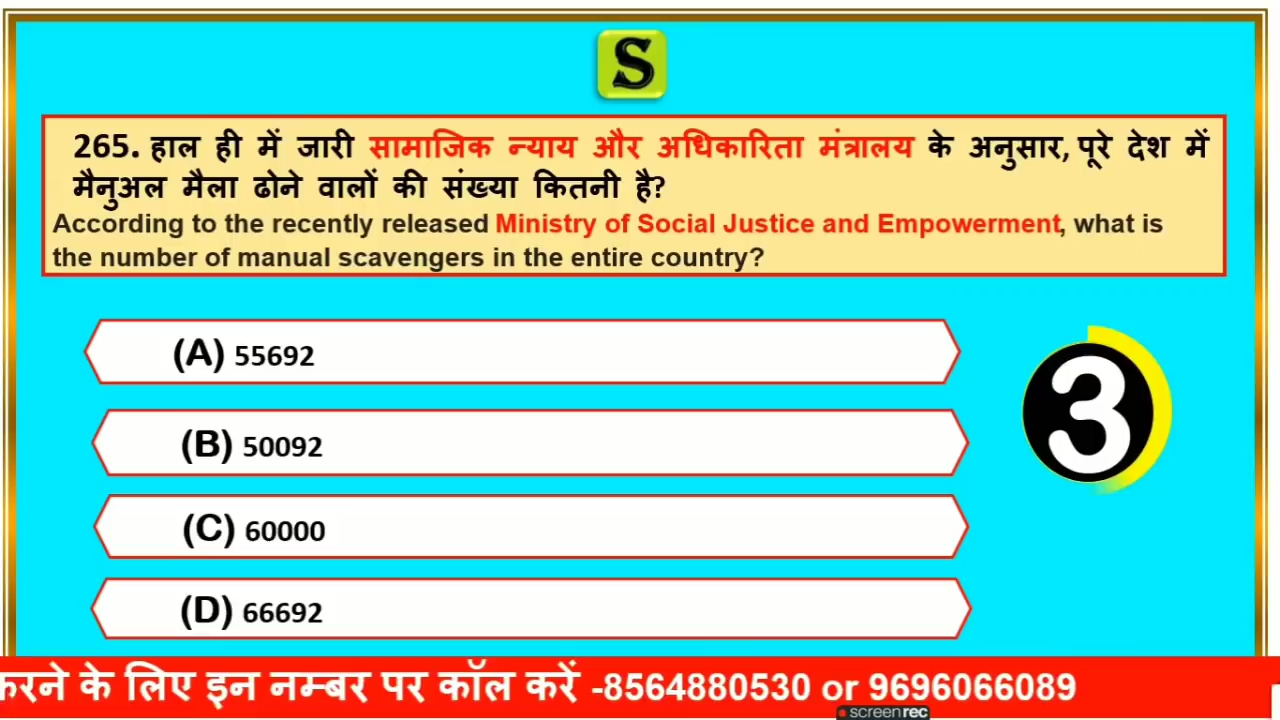 S
265. हाल ही में जारी सामाजिक न्याय और अधिकारिता मंत्रालय के अनुसार, पूरे देश में
मैनुअल मैला ढोने वालों की संख्या कितनी है?
According to the recently released Ministry of Social Justice and Empowerment, what is
the number of manual scavengers in the entire country?
(A) 55692
(B) 50092
(C) 60000
(D) 66692
3
करने के लिए इन नम्बर पर कॉल करें -8564880530 or 9696066089
screenrec